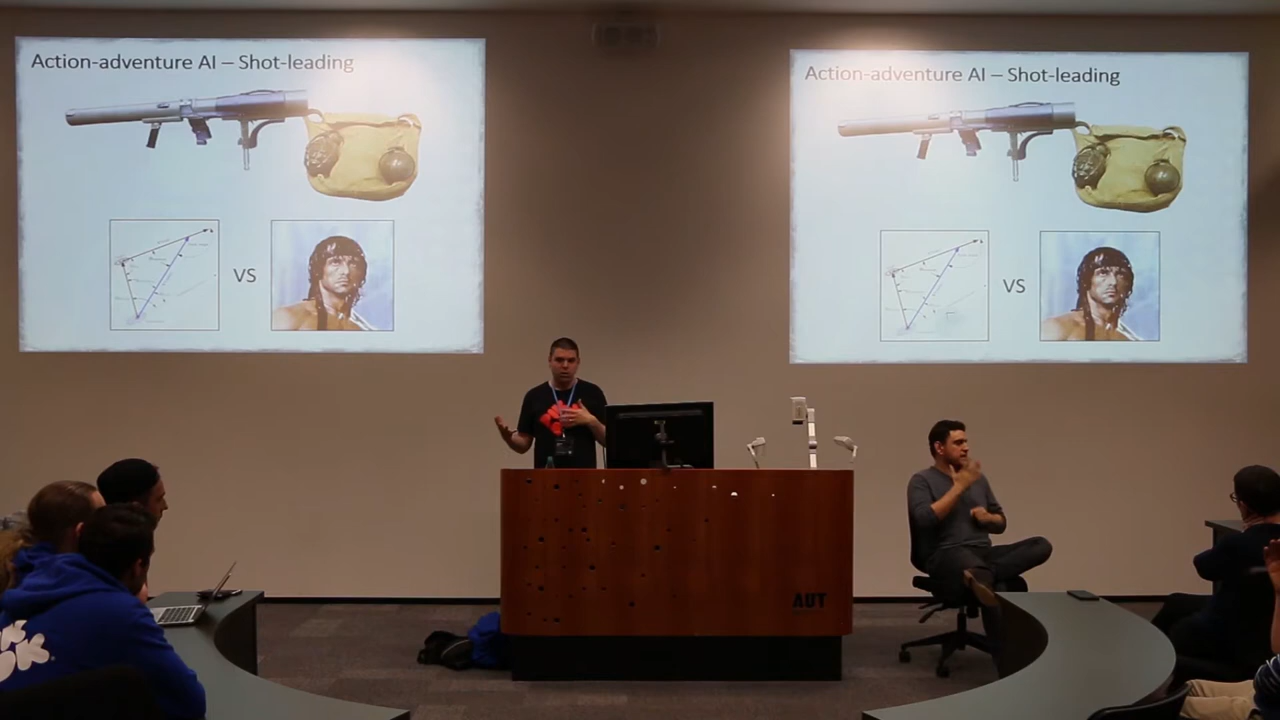 Action-adventure AI – Shot-leading
VS
Action-adventure AI – Shot-leading
VS
AUT